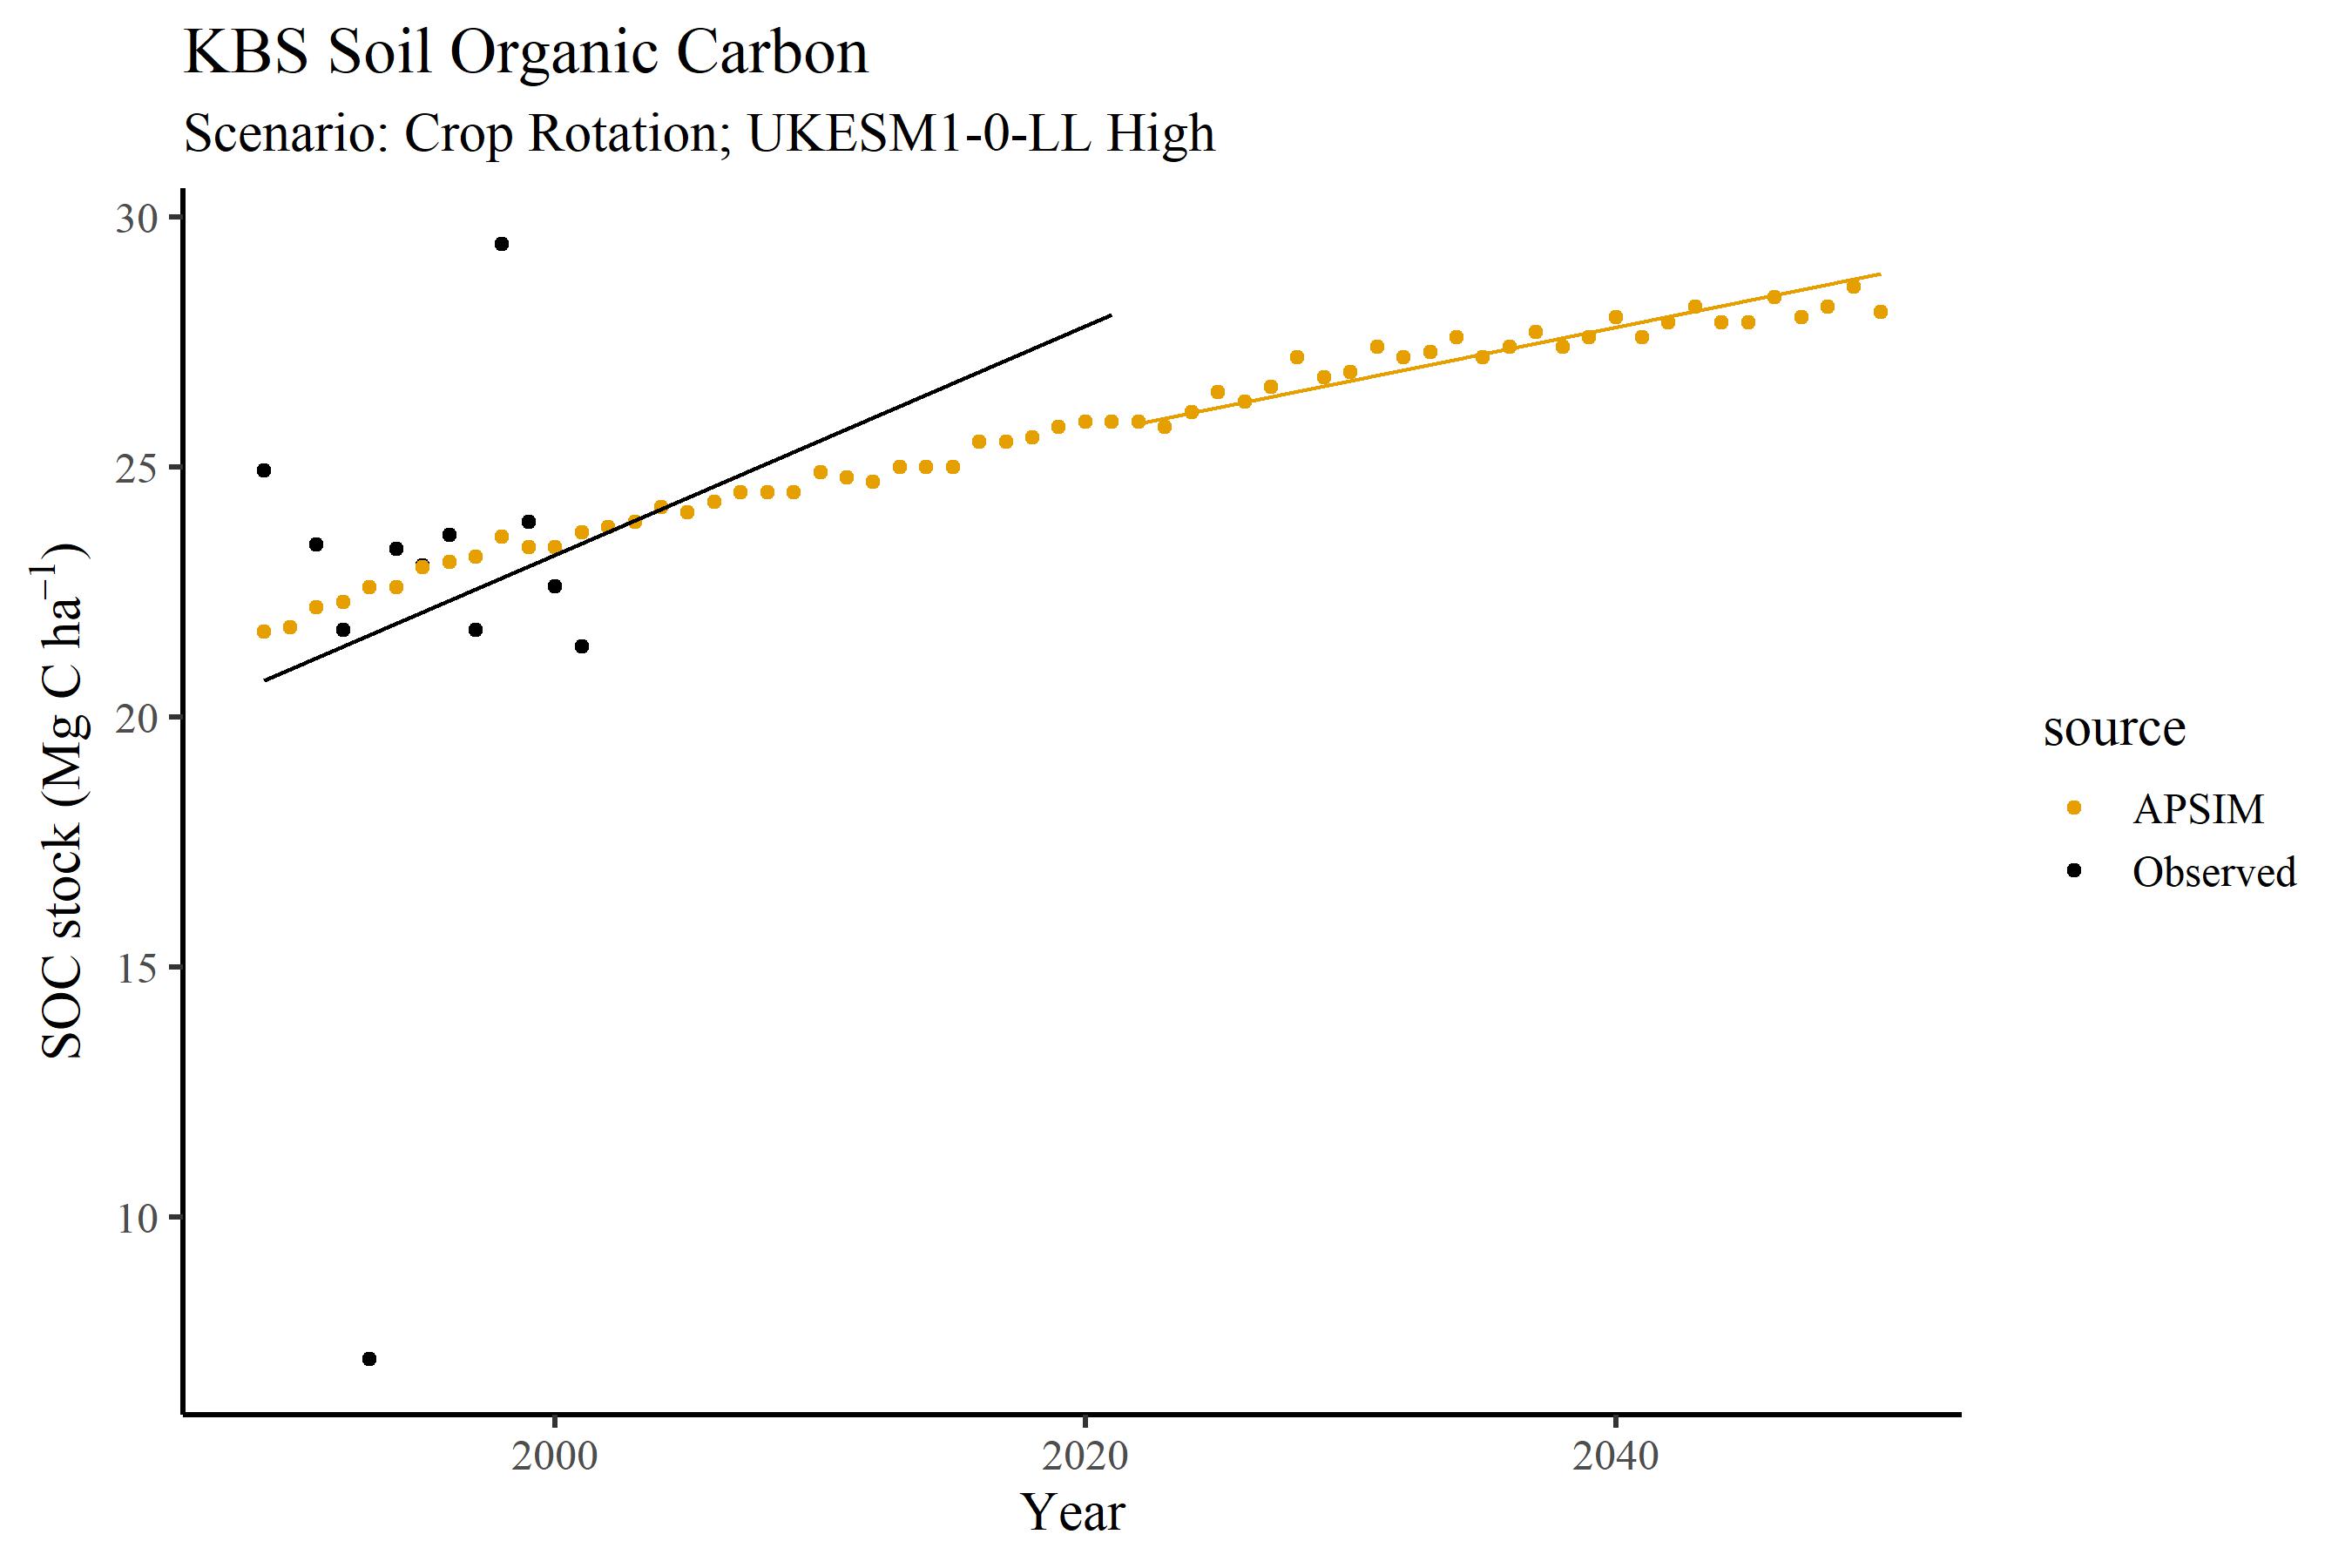 KBS Soil Organic Carbon
Scenario: Crop Rotation; UKESM1-0-LL High
SOC stock (Mg C ha⁻¹)
30
25
20
15
10
2000
2020
2040
Year
source
APSIM
Observed